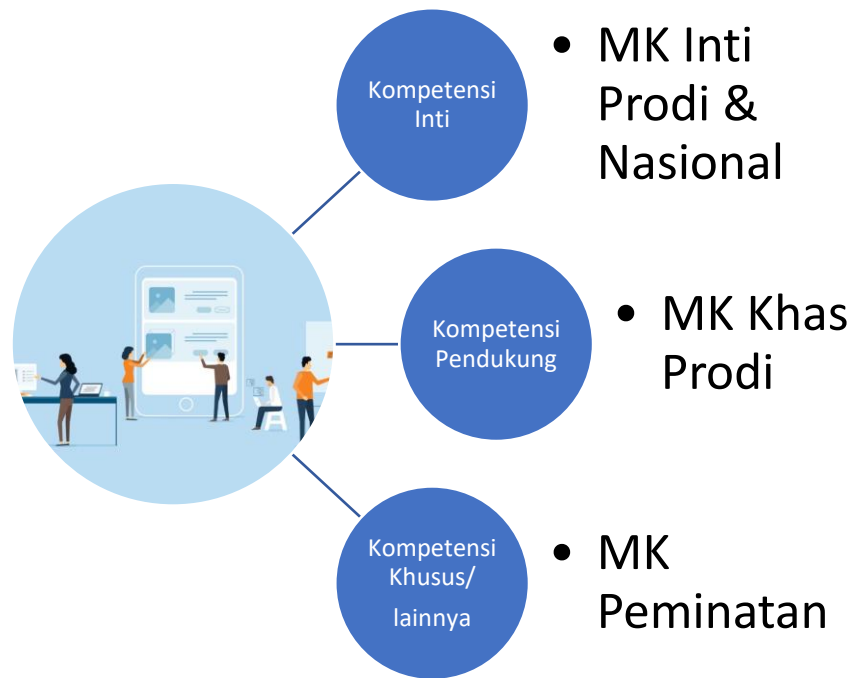 Kompetensi
Inti
• MK Inti
Prodi &
Nasional
Kompetensi
Pendukung
• MK Khas
Prodi
Kompetensi
Khusus/
lainnya
• MK
Peminatan